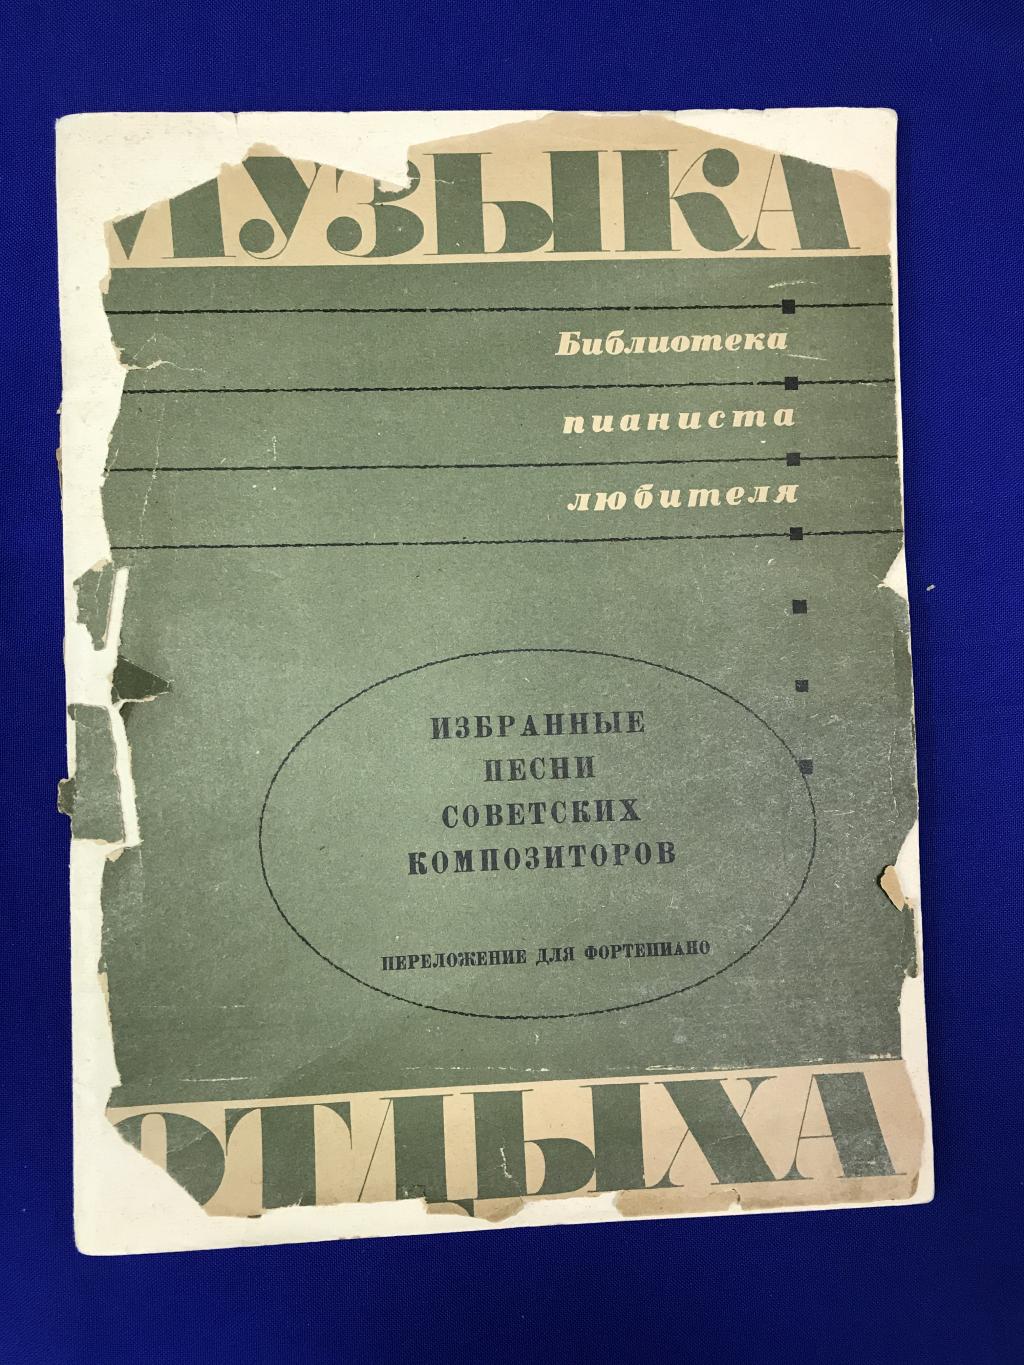 МУЗЫКА
Библиотека
пианиста
любителя
ИЗБРАННЫЕ
ПЕСНИ
СОВЕТСКИХ
КОМПОЗИТОРОВ
ПЕРЕЛОЖЕНИЕ ДЛЯ ФОРТЕПИАНО
ОТДЫХА